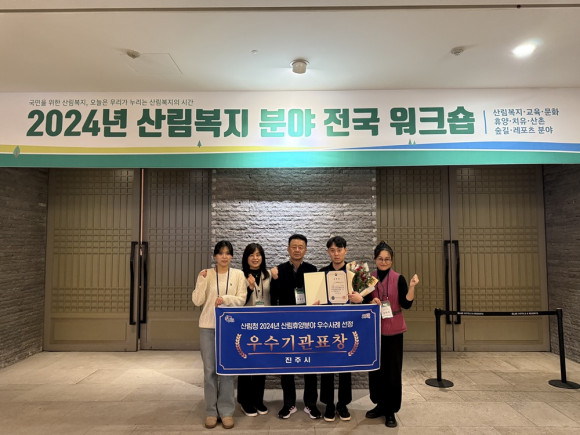 국민을 위한 산림복지, 오늘은 우리가 누리는 산림복지의 시간
2024년 산림복지 분야 전국 워크숍
산림복지·교육·문화
휴양·치유·산촌
숲길·레포츠 분야
산림청 2024년 산림휴양분야 우수사례 선정
우수기관표창
진주시